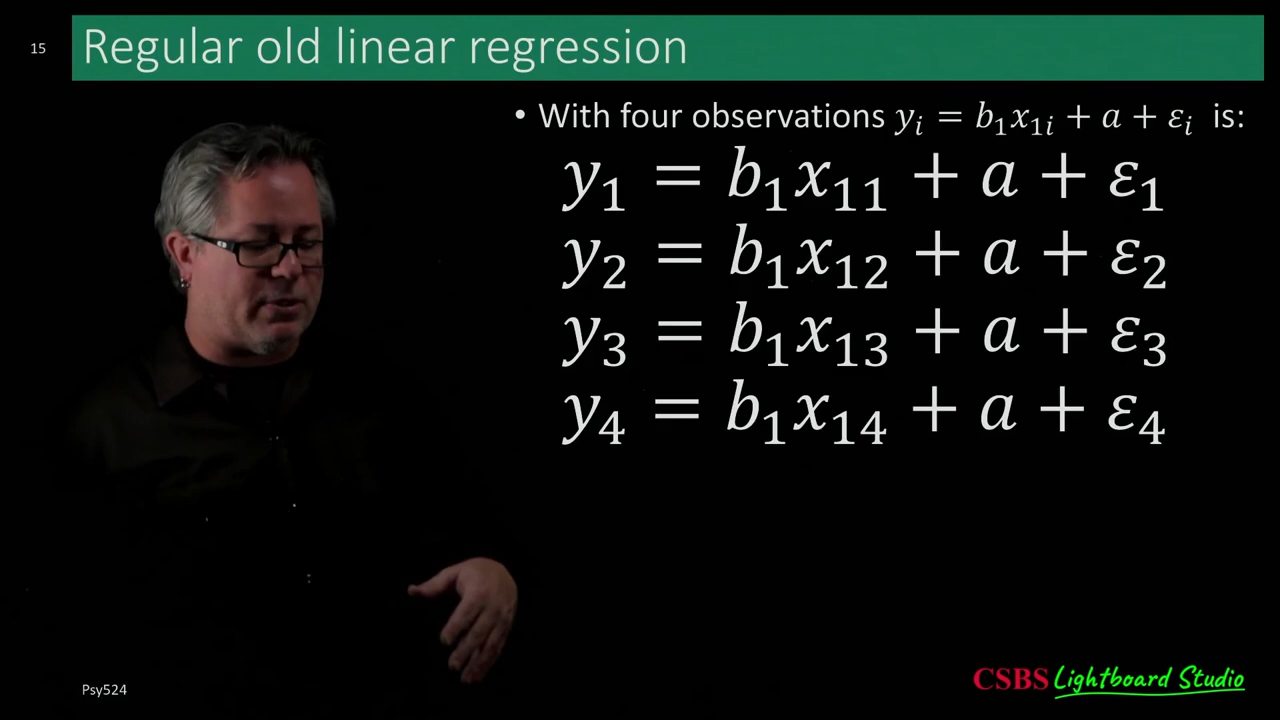 15
Regular old linear regression
• With four observations yᵢ = b₁x₁ᵢ + a + εᵢ is:
y₁ = b₁x₁₁ + a + ε₁
y₂ = b₁x₁₂ + a + ε₂
y₃ = b₁x₁₃ + a + ε₃
y₄ = b₁x₁₄ + a + ε₄
Psy524
CSBS Lightboard Studio